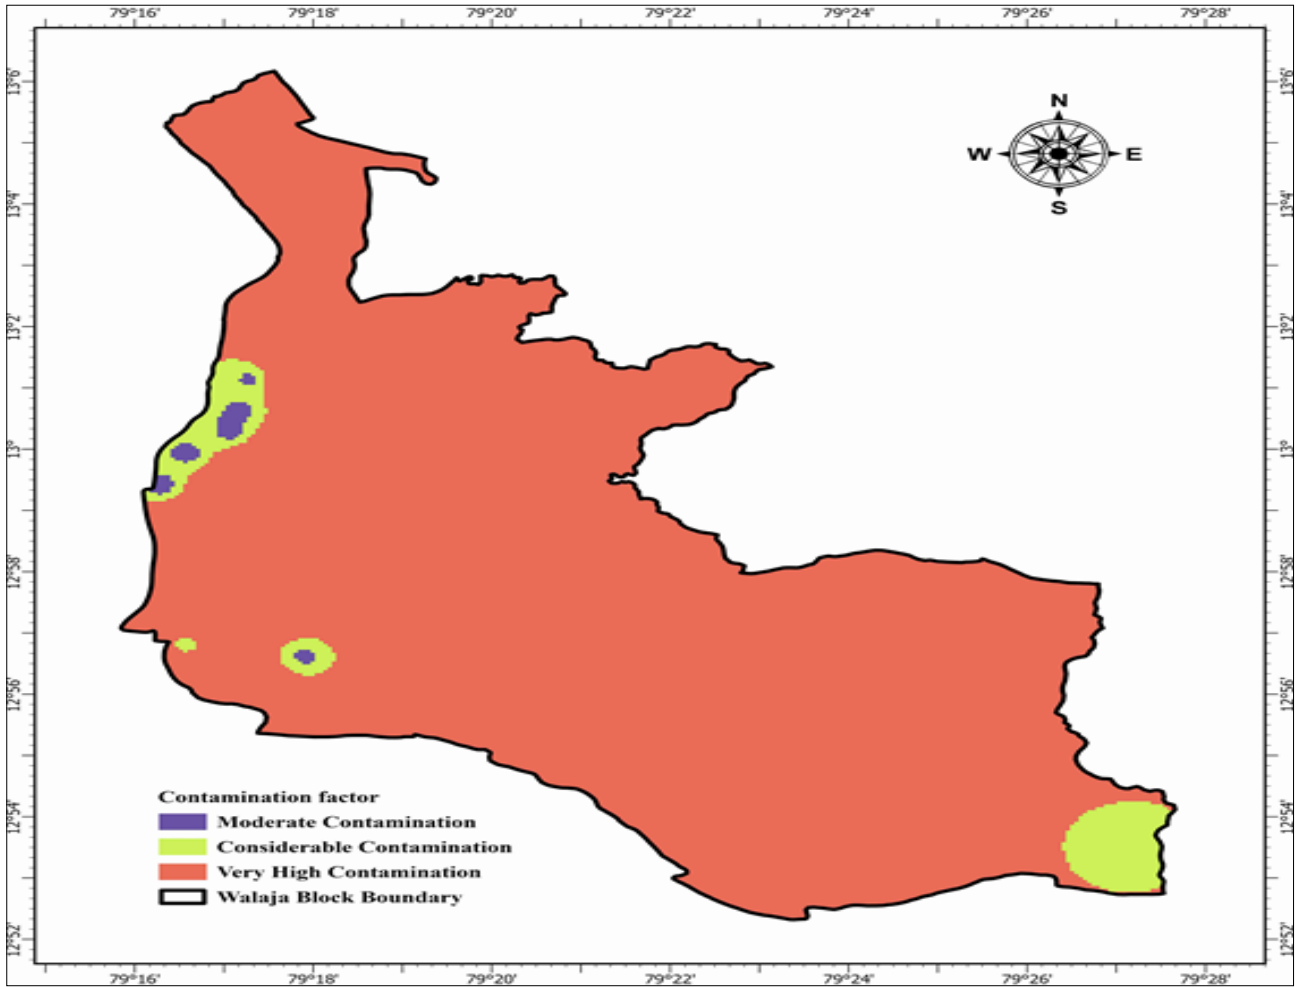 79°16' 79°18' 79°20' 79°22' 79°24' 79°26' 79°28'
13°6' 13°6'
N
W E
S
13°4' 13°4'
13°2' 13°2'
13° 13°
12°58' 12°58'
12°56' 12°56'
Contamination factor
12°54' 12°54'
Moderate Contamination
Considerable Contamination
Very High Contamination
Walaja Block Boundary
12°52' 12°52'
79°16' 79°18' 79°20' 79°22' 79°24' 79°26' 79°28'